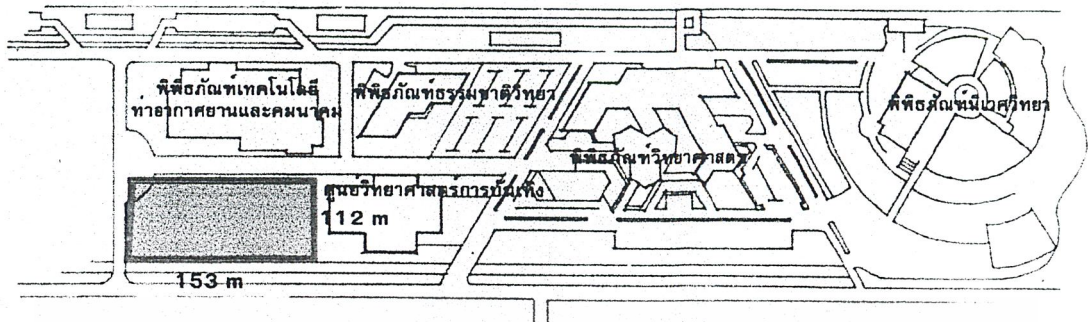 พิพิธภัณฑ์เทคโนโลยี
ท่าอากาศยานและคมนาคม
พิพิธภัณฑ์ธรรมชาติวิทยา
พิพิธภัณฑ์วิทยาศาสตร์
พิพิธภัณฑ์นิเวศวิทยา
ศูนย์วิทยาศาสตร์การบันเทิง
112 m
153 m